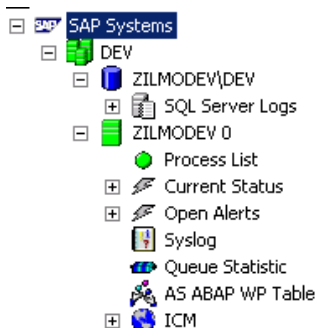 SAP Systems
DEV
ZILMODEV\DEV
SQL Server Logs
ZILMODEV 0
Process List
Current Status
Open Alerts
Syslog
Queue Statistic
AS ABAP WP Table
ICM